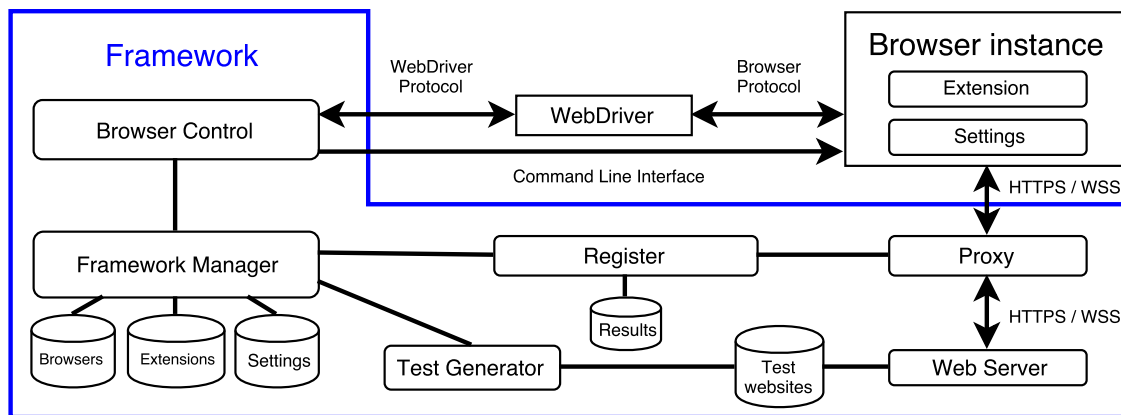 Framework
Browser instance
WebDriver
Protocol
Browser
Protocol
Extension
Browser Control
WebDriver
Settings
Command Line Interface
HTTPS / WSS
Framework Manager
Register
Proxy
Results
HTTPS / WSS
Browsers
Extensions
Settings
Test Generator
Test
websites
Web Server